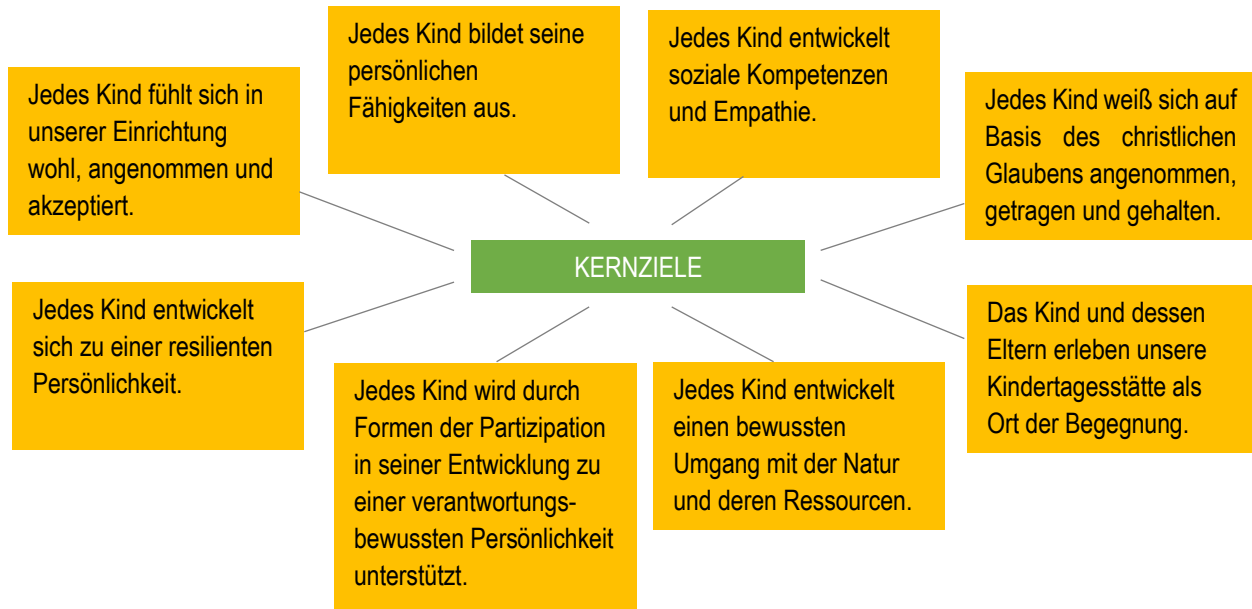 Jedes Kind fühlt sich in
unserer Einrichtung
wohl, angenommen und
akzeptiert.
Jedes Kind bildet seine
persönlichen
Fähigkeiten aus.
Jedes Kind entwickelt
soziale Kompetenzen
und Empathie.
Jedes Kind weiß sich auf
Basis des christlichen
Glaubens angenommen,
getragen und gehalten.
KERNZIELE
Jedes Kind entwickelt
sich zu einer resilienten
Persönlichkeit.
Jedes Kind wird durch
Formen der Partizipation
in seiner Entwicklung zu
einer verantwortungs-
bewussten Persönlichkeit
unterstützt.
Jedes Kind entwickelt
einen bewussten
Umgang mit der Natur
und deren Ressourcen.
Das Kind und dessen
Eltern erleben unsere
Kindertagesstätte als
Ort der Begegnung.